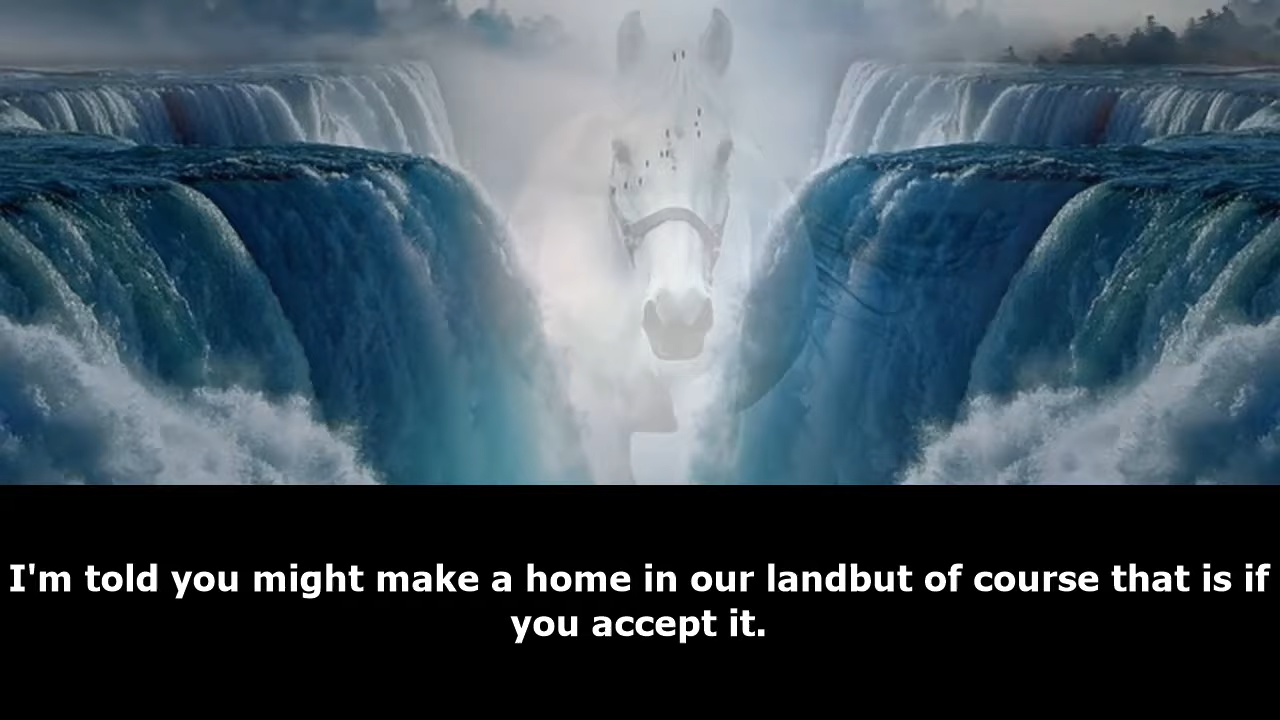 I'm told you might make a home in our landbut of course that is if
you accept it.